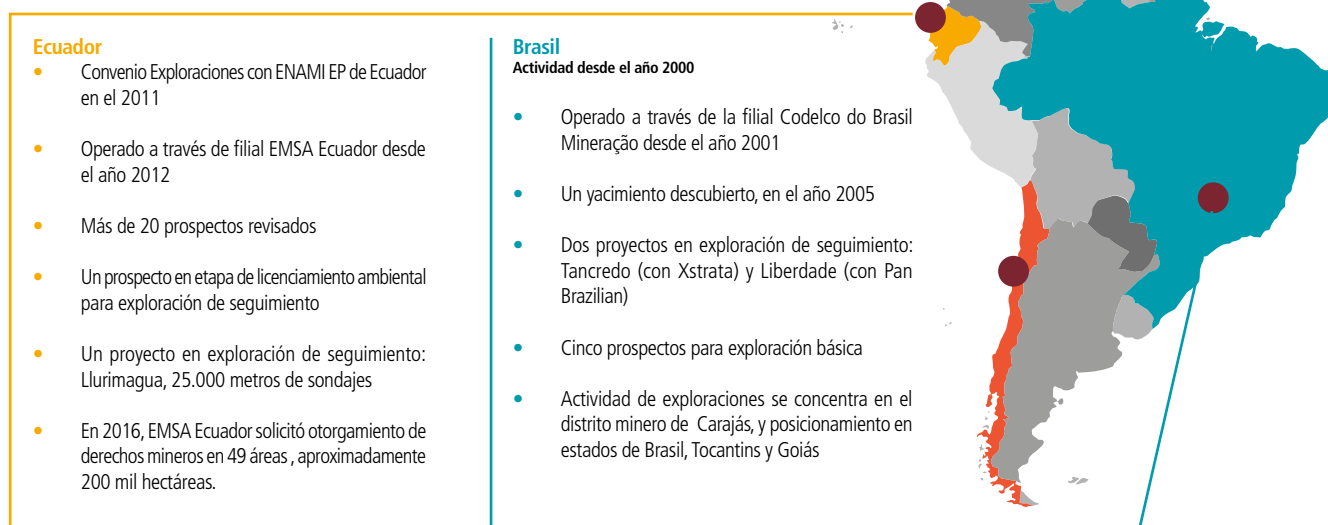 Ecuador
• Convenio Exploraciones con ENAMI EP de Ecuador
en el 2011
• Operado a través de filial EMSA Ecuador desde
el año 2012
• Más de 20 prospectos revisados
• Un prospecto en etapa de licenciamiento ambiental
para exploración de seguimiento
• Un proyecto en exploración de seguimiento:
Llurimagua, 25.000 metros de sondajes
• En 2016, EMSA Ecuador solicitó otorgamiento de
derechos mineros en 49 áreas , aproximadamente
200 mil hectáreas.
Brasil
Actividad desde el año 2000
• Operado a través de la filial Codelco do Brasil
Mineração desde el año 2001
• Un yacimiento descubierto, en el año 2005
• Dos proyectos en exploración de seguimiento:
Tancredo (con Xstrata) y Liberdade (con Pan
Brazilian)
• Cinco prospectos para exploración básica
• Actividad de exploraciones se concentra en el
distrito minero de Carajás, y posicionamiento en
estados de Brasil, Tocantins y Goiás